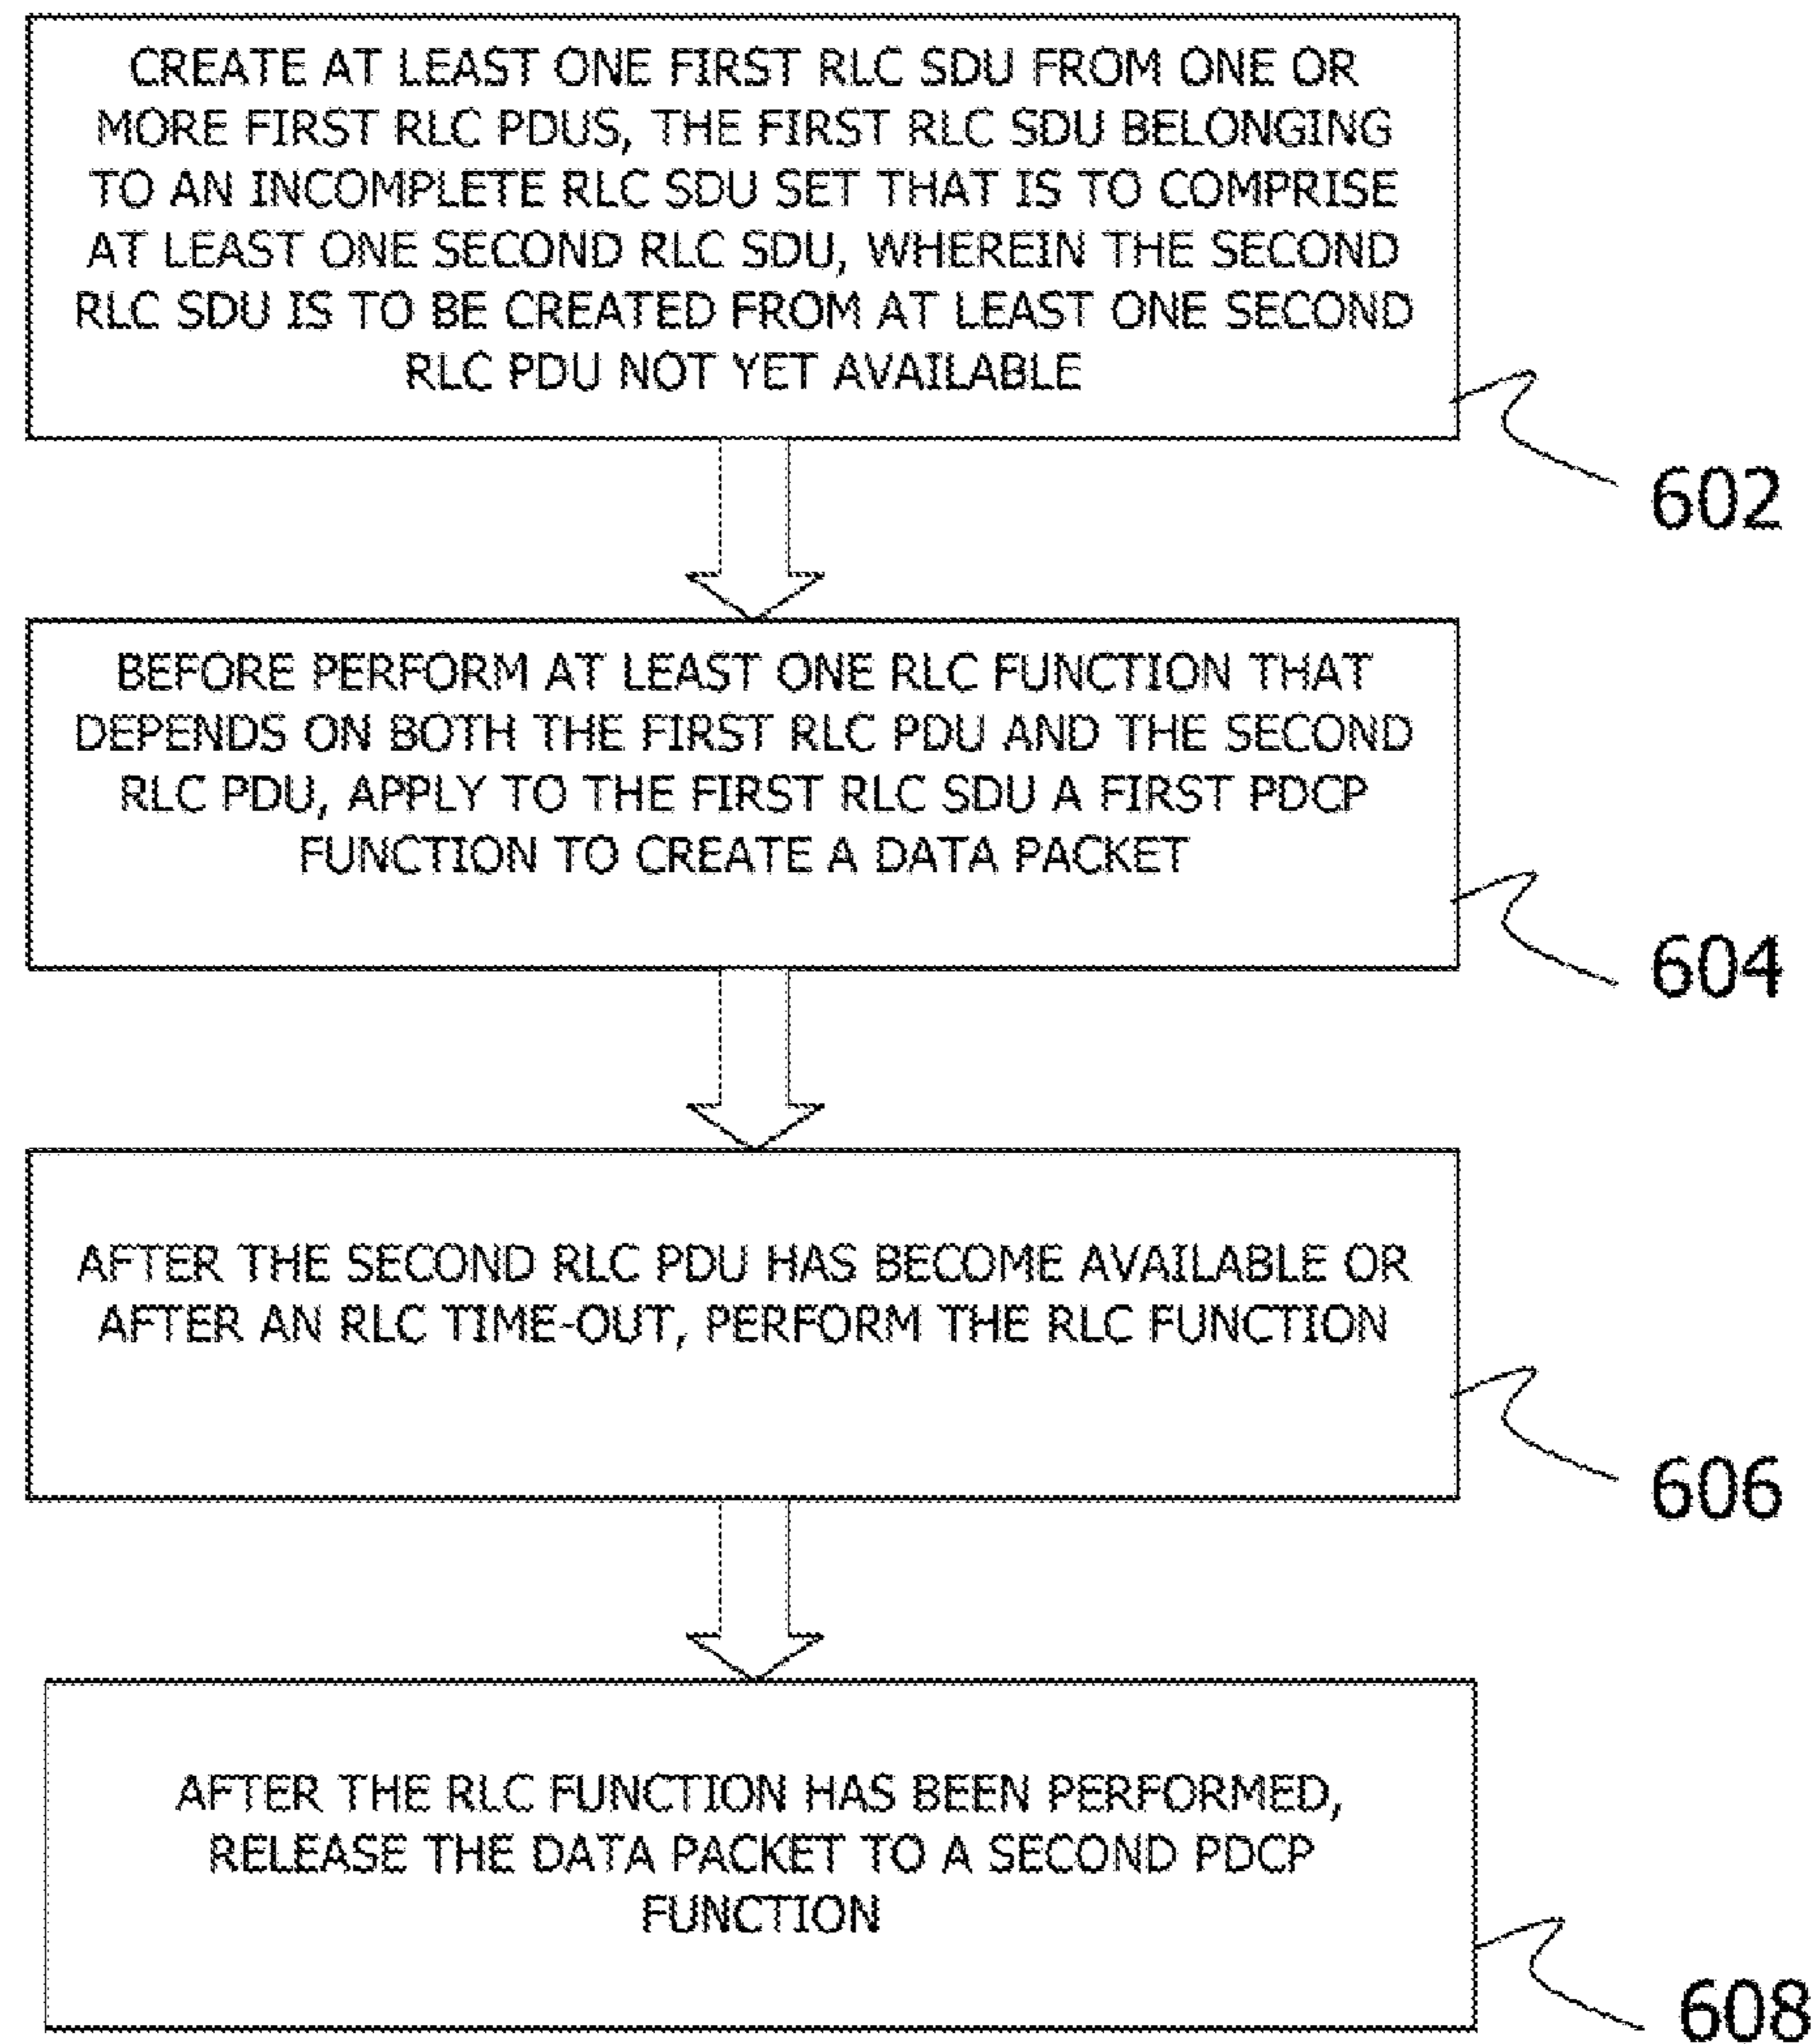 CREATE AT LEAST ONE FIRST RLC SDU FROM ONE OR
MORE FIRST RLC PDUS, THE FIRST RLC SDU BELONGING
TO AN INCOMPLETE RLC SDU SET THAT IS TO COMPRISE
AT LEAST ONE SECOND RLC SDU, WHEREIN THE SECOND
RLC SDU IS TO BE CREATED FROM AT LEAST ONE SECOND
RLC PDU NOT YET AVAILABLE
602
BEFORE PERFORM AT LEAST ONE RLC FUNCTION THAT
DEPENDS ON BOTH THE FIRST RLC PDU AND THE SECOND
RLC PDU, APPLY TO THE FIRST RLC SDU A FIRST PDCP
FUNCTION TO CREATE A DATA PACKET
604
AFTER THE SECOND RLC PDU HAS BECOME AVAILABLE OR
AFTER AN RLC TIME-OUT, PERFORM THE RLC FUNCTION
606
AFTER THE RLC FUNCTION HAS BEEN PERFORMED,
RELEASE THE DATA PACKET TO A SECOND PDCP
FUNCTION
608